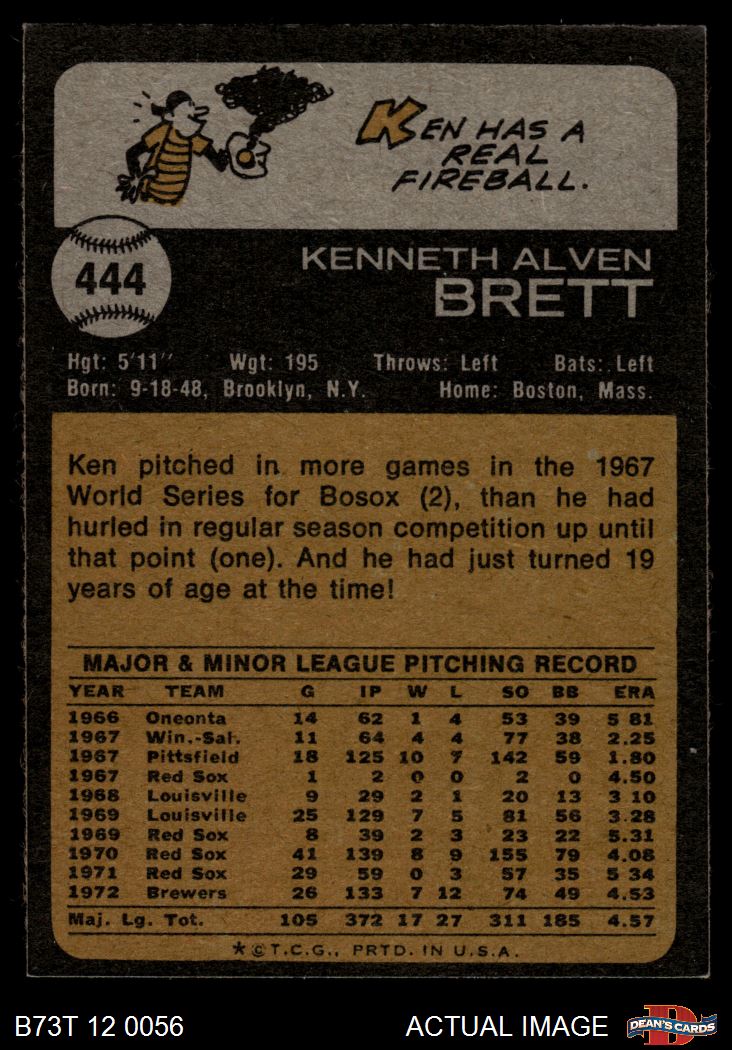 KEN HAS A
REAL
FIREBALL.
444
KENNETH ALVEN
BRETT
Hgt: 5'11" Wgt: 195 Throws: Left Bats: Left
Born: 9-18-48, Brooklyn, N.Y. Home: Boston, Mass.
Ken pitched in more games in the 1967
World Series for Bosox (2), than he had
hurled in regular season competition up until
that point (one). And he had just turned 19
years of age at the time!
MAJOR & MINOR LEAGUE PITCHING RECORD
YEAR TEAM G IP W L SO BB ERA
1966 Oneonta 14 62 1 4 53 39 5 81
1967 Win.-Sal. 11 64 4 4 77 38 2.25
1967 Pittsfield 18 125 10 7 142 59 1.80
1967 Red Sox 1 2 0 0 2 0 4.50
1968 Louisville 9 29 2 1 20 13 3 10
1969 Louisville 25 129 7 5 81 56 3.28
1969 Red Sox 8 39 2 3 23 22 5.31
1970 Red Sox 41 139 8 9 155 79 4.08
1971 Red Sox 29 59 0 3 57 35 5 34
1972 Brewers 26 133 7 12 74 49 4.53
Maj. Lg. Tot. 105 372 17 27 311 185 4.57
*©T.C.G., PRTD. IN U.S.A.
B73T 12 0056 ACTUAL IMAGE D DEAN'S CARDS